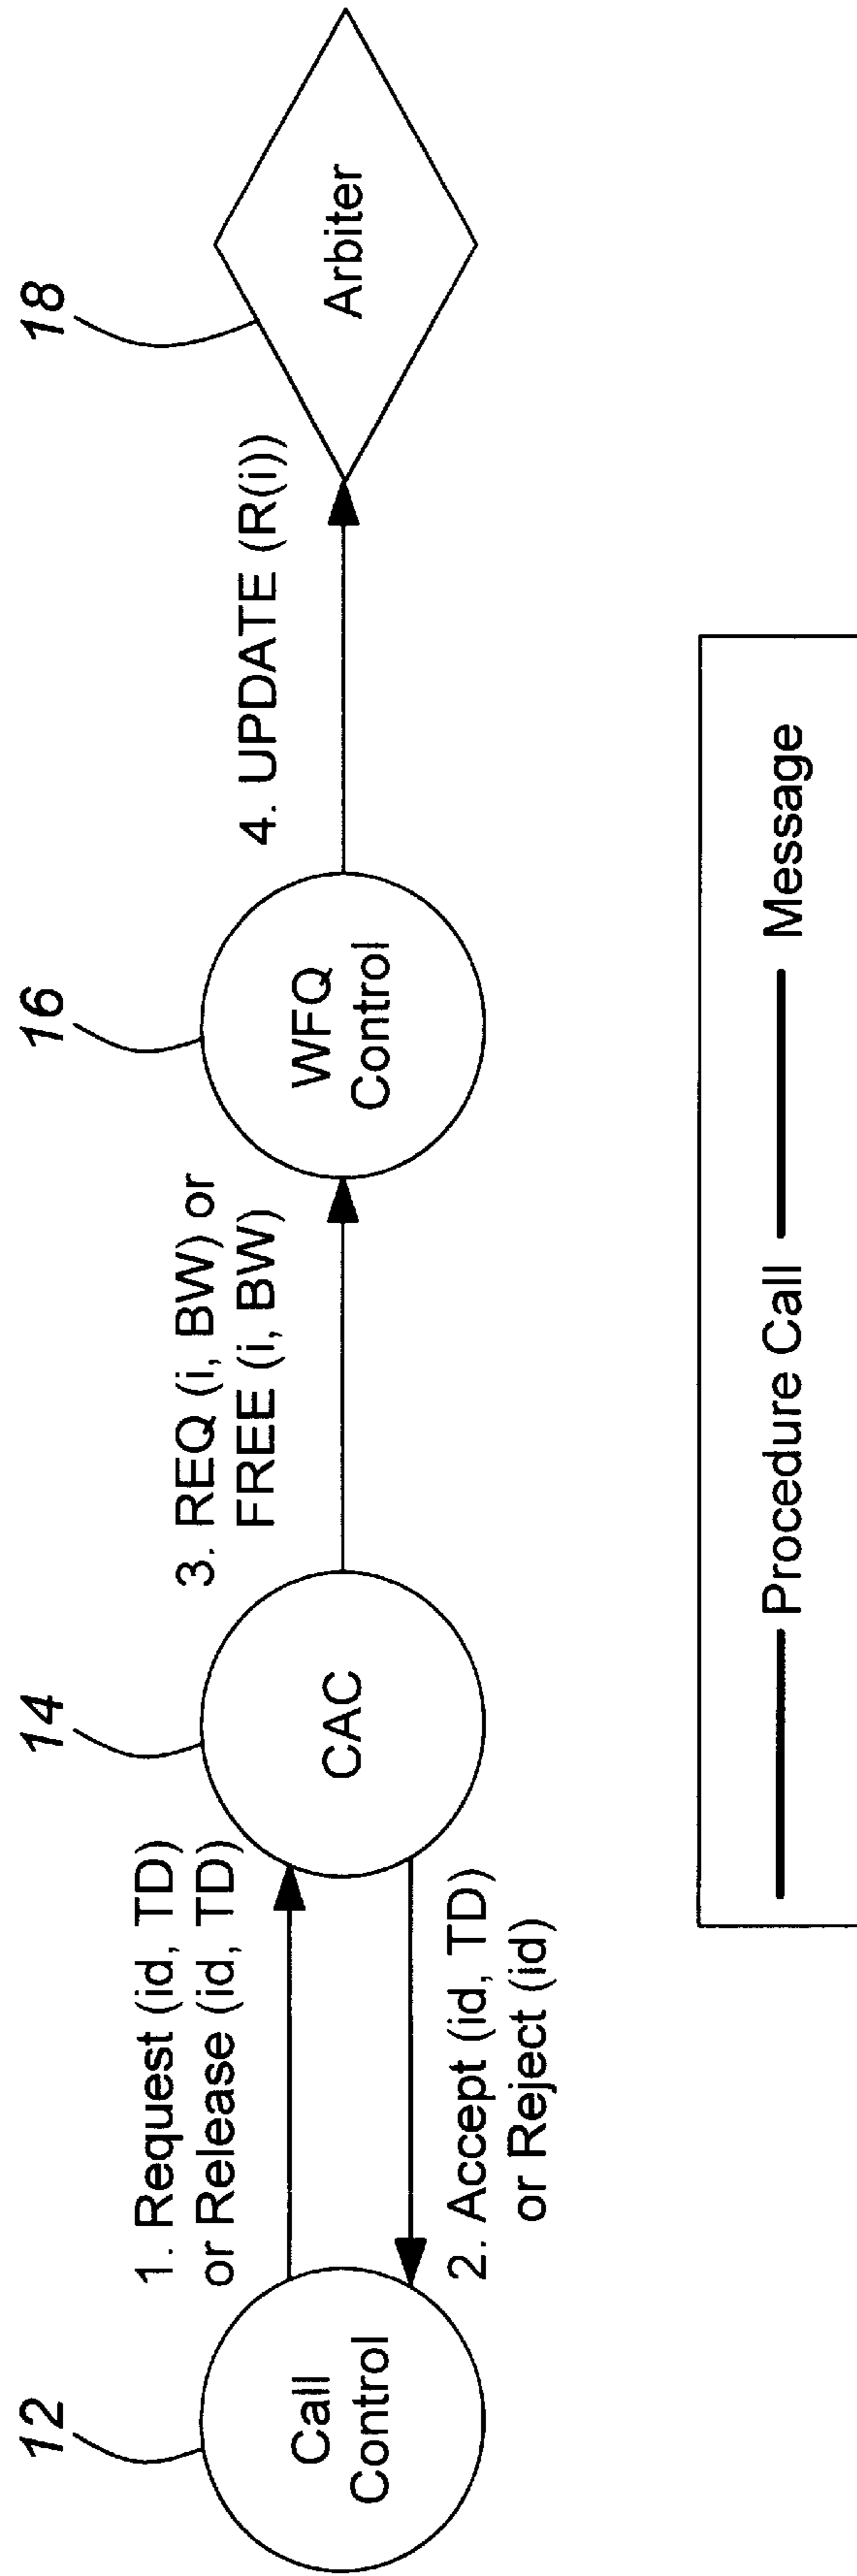 12
14
16
18
Call
Control
1. Request (id, TD)
or Release (id, TD)
2. Accept (id, TD)
or Reject (id)
CAC
3. REQ (i, BW) or
FREE (i, BW)
WFQ
Control
4. UPDATE (R(i))
Arbiter
Procedure Call
Message